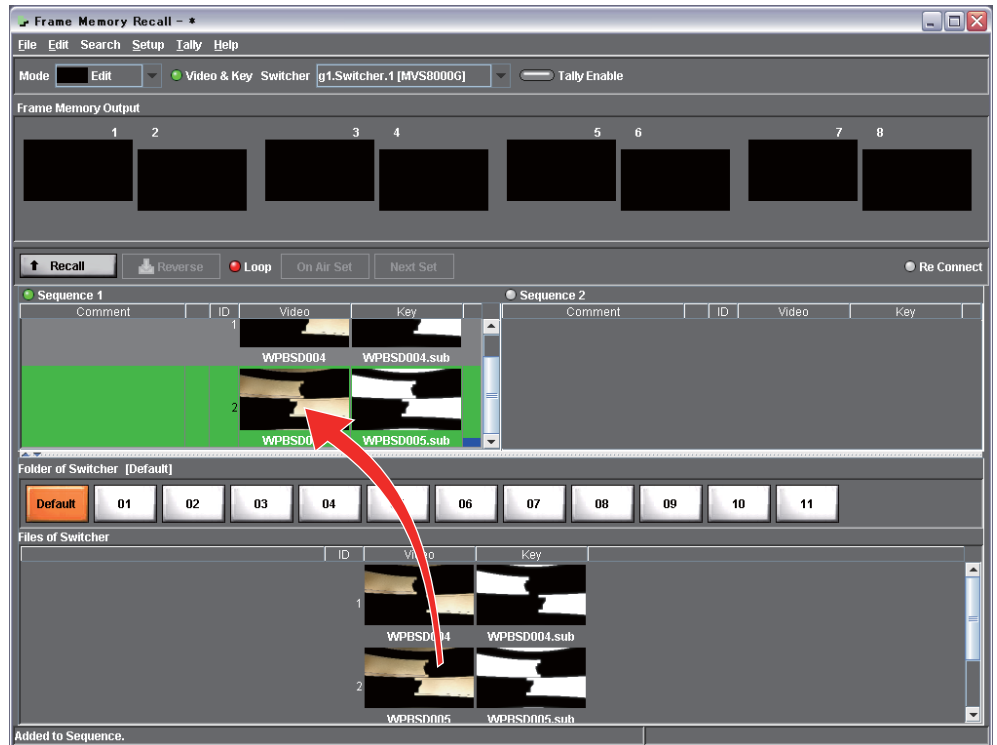 Frame Memory Recall - *
File Edit Search Setup Tally Help
Mode Edit Video & Key Switcher g1.Switcher.1 [MVS8000G] Tally Enable
Frame Memory Output
1 2 3 4 5 6 7 8
Recall Reverse Loop On Air Set Next Set Re Connect
Sequence 1 Sequence 2
Comment ID Video Key Comment ID Video Key
1
WPBSD004 WPBSD004.sub
2
WPBSD005.sub
Folder of Switcher [Default]
Default 01 02 03 04 06 07 08 09 10 11
Files of Switcher
ID Video Key
1
WPBSD004 WPBSD004.sub
2
WPBSD005 WPBSD005.sub
Added to Sequence.